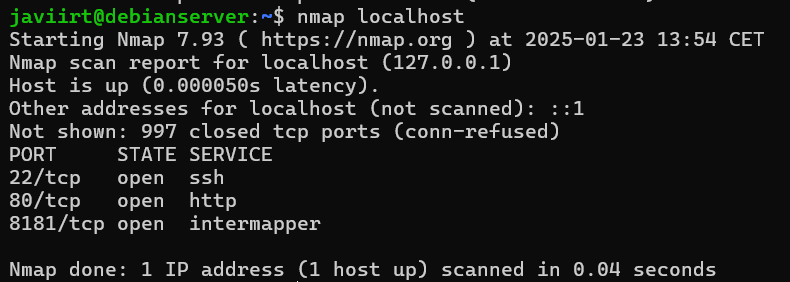 javiirt@debianserver:~$ nmap localhost
Starting Nmap 7.93 ( https://nmap.org ) at 2025-01-23 13:54 CET
Nmap scan report for localhost (127.0.0.1)
Host is up (0.000050s latency).
Other addresses for localhost (not scanned): ::1
Not shown: 997 closed tcp ports (conn-refused)
PORT     STATE SERVICE
22/tcp   open  ssh
80/tcp   open  http
8181/tcp open  intermapper
Nmap done: 1 IP address (1 host up) scanned in 0.04 seconds